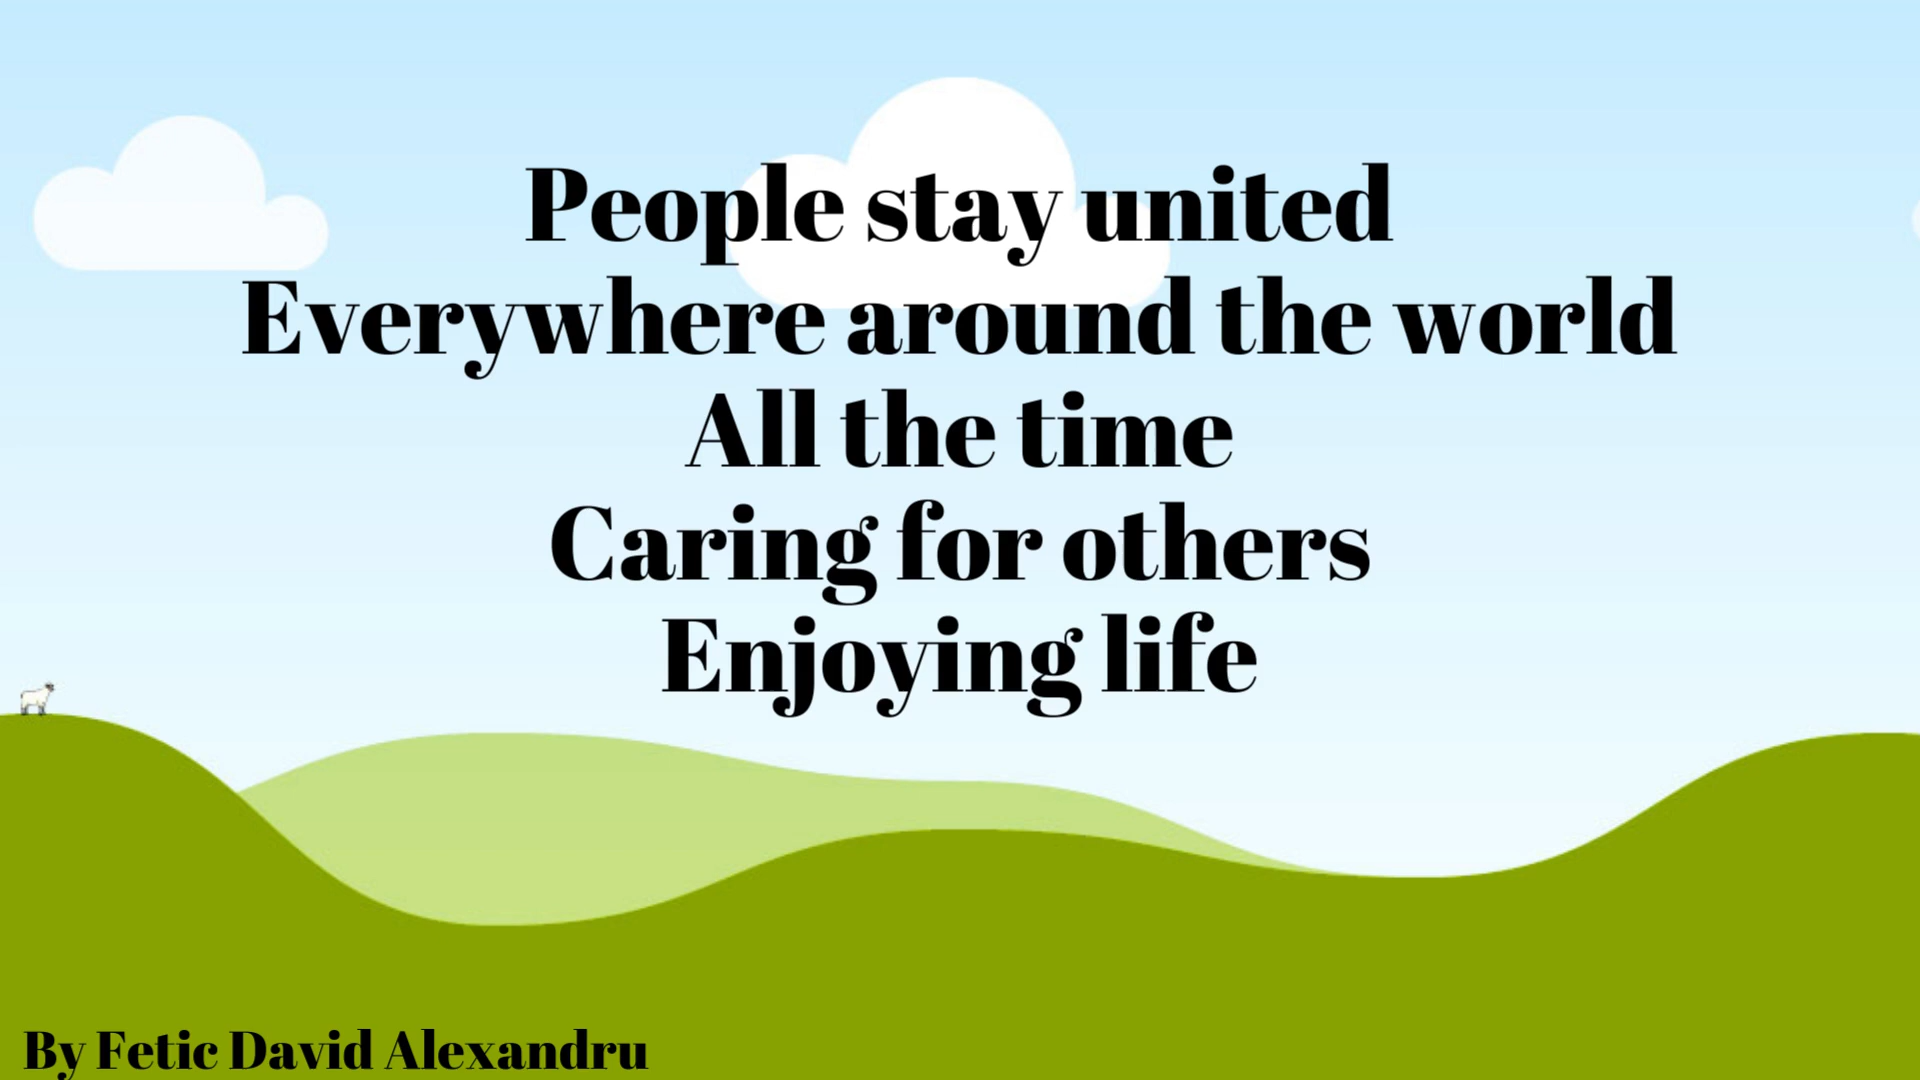 People stay united
Everywhere around the world
All the time
Caring for others
Enjoying life
By Fetic David Alexandru